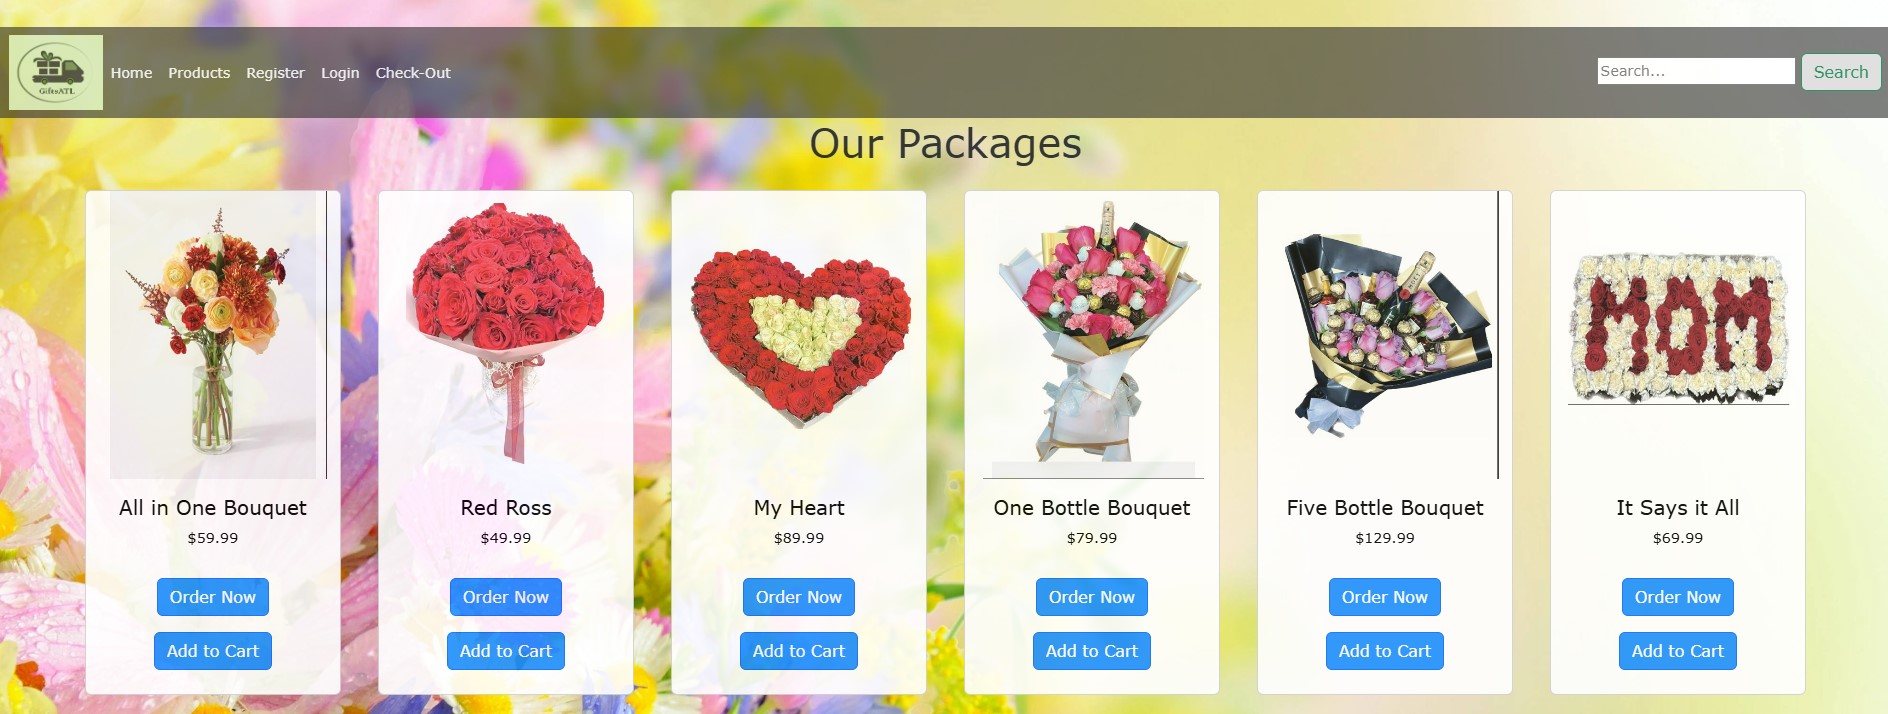 GiftsATL
Home Products Register Login Check-Out
Search...
Search
Our Packages
MOM
All in One Bouquet
$59.99
Order Now
Add to Cart
Red Ross
$49.99
Order Now
Add to Cart
My Heart
$89.99
Order Now
Add to Cart
One Bottle Bouquet
$79.99
Order Now
Add to Cart
Five Bottle Bouquet
$129.99
Order Now
Add to Cart
It Says it All
$69.99
Order Now
Add to Cart